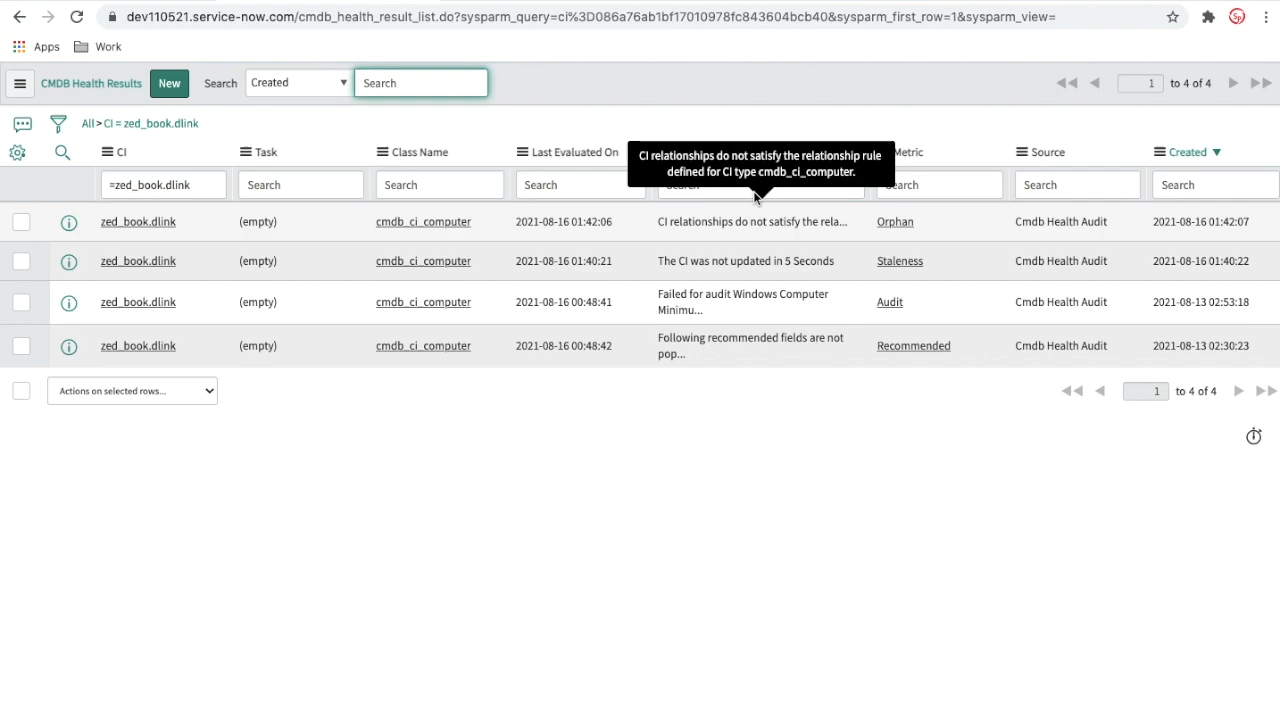 dev110521.service-now.com/cmdb_health_result_list.do?sysparm_query=ci%3D086a76ab1bf17010978fc843604bcb40&sysparm_first_row=1&sysparm_view=
Sp
Apps Work
CMDB Health Results New Search Created Search 1 to 4 of 4
All > CI = zed_book.dlink
CI relationships do not satisfy the relationship rule
defined for CI type cmdb_ci_computer.
CI Task Class Name Last Evaluated On Metric Source Created
=zed_book.dlink Search Search Search Search Search Search
zed_book.dlink (empty) cmdb_ci_computer 2021-08-16 01:42:06 CI relationships do not satisfy the rela... Orphan Cmdb Health Audit 2021-08-16 01:42:07
zed_book.dlink (empty) cmdb_ci_computer 2021-08-16 01:40:21 The CI was not updated in 5 Seconds Staleness Cmdb Health Audit 2021-08-16 01:40:22
zed_book.dlink (empty) cmdb_ci_computer 2021-08-16 00:48:41 Failed for audit Windows Computer Audit Cmdb Health Audit 2021-08-13 02:53:18
Minimu...
zed_book.dlink (empty) cmdb_ci_computer 2021-08-16 00:48:42 Following recommended fields are not Recommended Cmdb Health Audit 2021-08-13 02:30:23
pop...
Actions on selected rows... 1 to 4 of 4